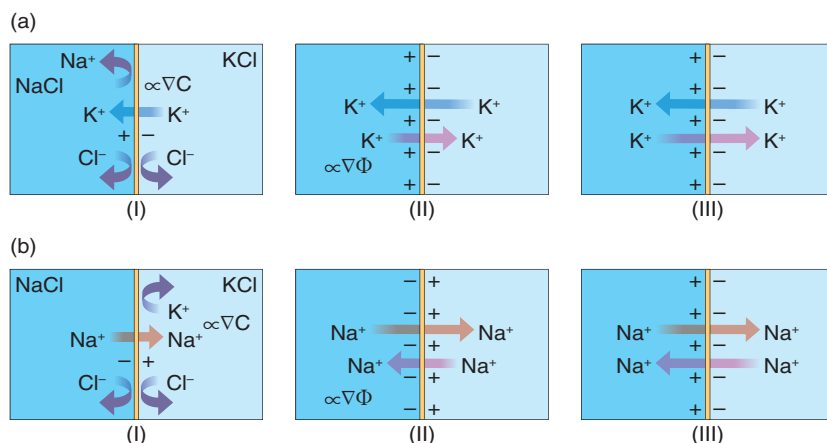 (a)
Na⁺ ∝∇C KCl
NaCl
K⁺ K⁺
+ −
Cl⁻ Cl⁻
(I)
+ −
+ −
K⁺ K⁺
+ −
K⁺ K⁺
+ −
∝∇Φ
+ −
(II)
+ −
+ −
K⁺ K⁺
+ −
K⁺ K⁺
+ −
+ −
(III)
(b)
NaCl KCl
K⁺
∝∇C
Na⁺ Na⁺
− +
Cl⁻ Cl⁻
(I)
− +
− +
Na⁺ Na⁺
− +
Na⁺ Na⁺
− +
∝∇Φ
− +
(II)
+ −
+ −
Na⁺ Na⁺
+ −
Na⁺ Na⁺
+ −
+ −
(III)